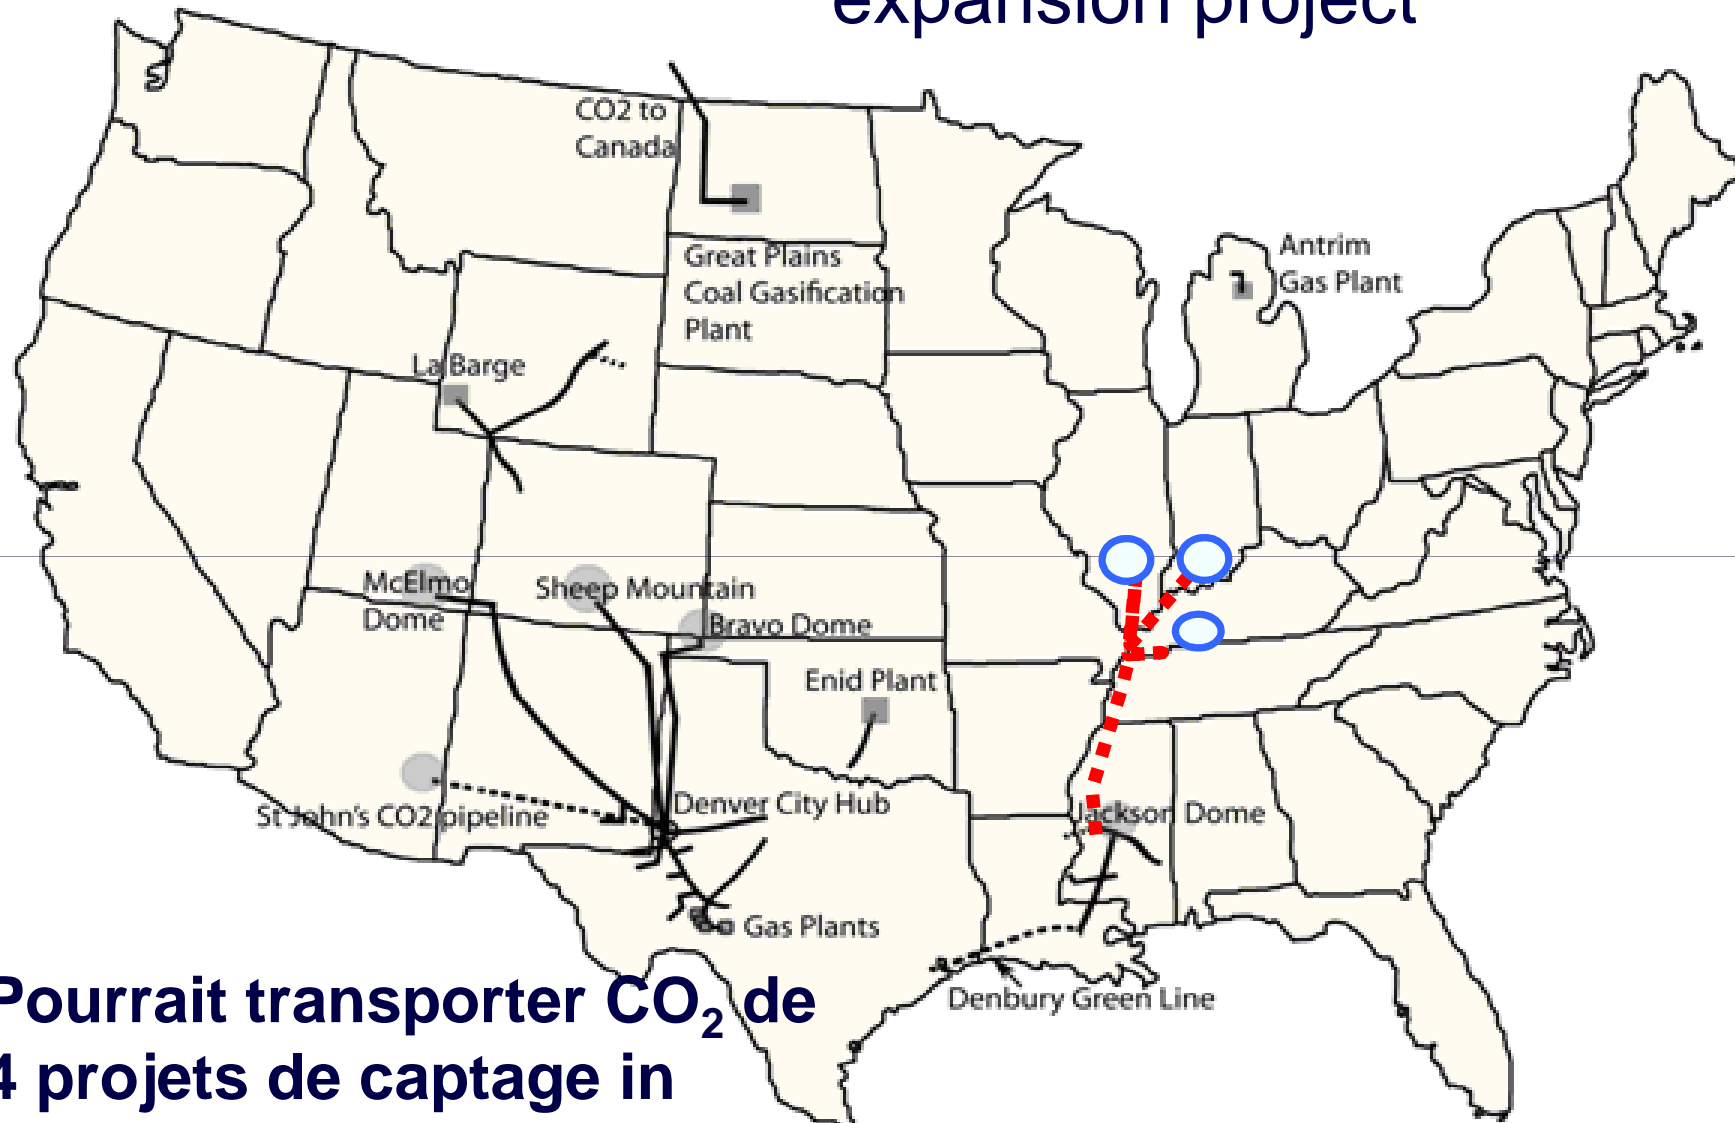 expansion project
CO2 to
Canada
Great Plains
Coal Gasification
Plant
Antrim
Gas Plant
La Barge
McElmo
Dome
Sheep Mountain
Bravo Dome
Enid Plant
St John's CO2 pipeline
Denver City Hub
Jackson Dome
Gas Plants
Denbury Green Line
Pourrait transporter CO₂ de
4 projets de captage in